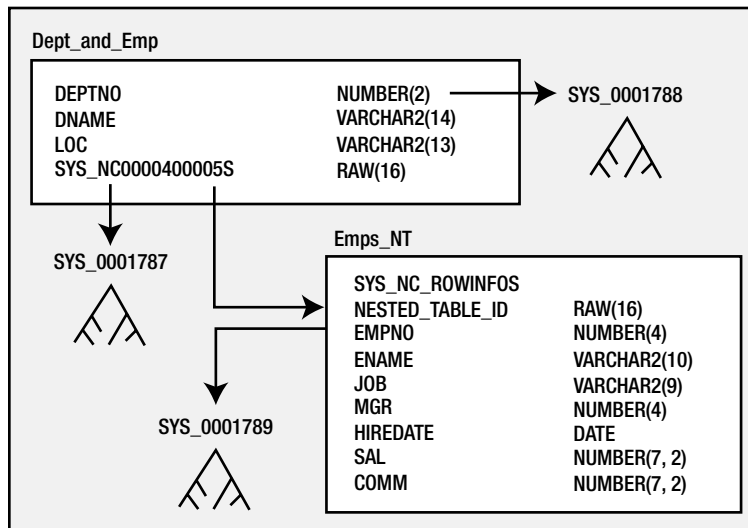 Dept_and_Emp
DEPTNO NUMBER(2) SYS_0001788
DNAME VARCHAR2(14)
LOC VARCHAR2(13)
SYS_NC0000400005S RAW(16)
Emps_NT
SYS_0001787
SYS_NC_ROWINFOS
NESTED_TABLE_ID RAW(16)
EMPNO NUMBER(4)
ENAME VARCHAR2(10)
JOB VARCHAR2(9)
MGR NUMBER(4)
SYS_0001789
HIREDATE DATE
SAL NUMBER(7, 2)
COMM NUMBER(7, 2)